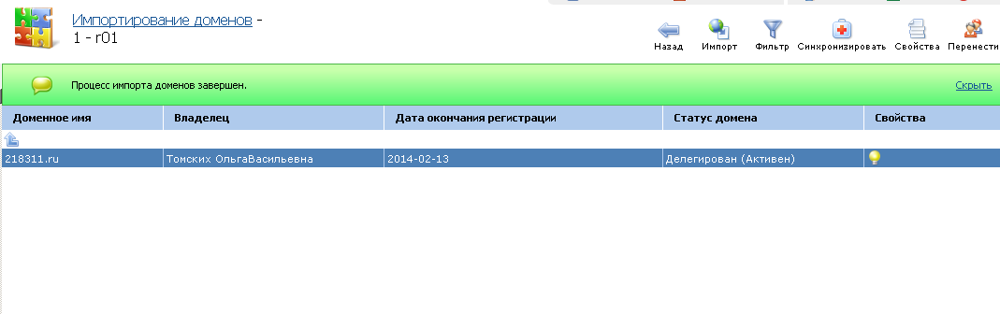 Импортирование доменов -
1 - r01
Назад Импорт Фильтр Синхронизировать Свойства Перенести
Процесс импорта доменов завершен. Скрыть
Доменное имя Владелец Дата окончания регистрации Статус домена Свойства
218311.ru Томских ОльгаВасильевна 2014-02-13 Делегирован (Активен)